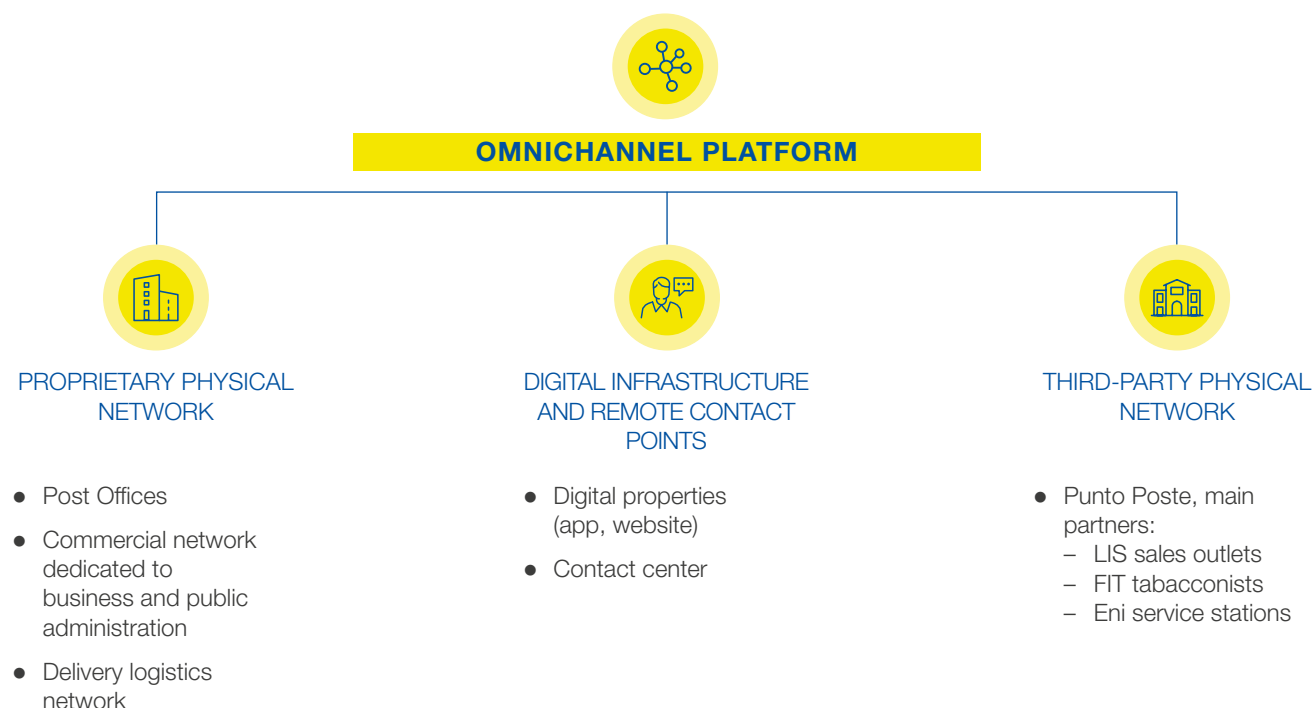 OMNICHANNEL PLATFORM
PROPRIETARY PHYSICAL
NETWORK
● Post Offices
● Commercial network
dedicated to
business and public
administration
● Delivery logistics
network
DIGITAL INFRASTRUCTURE
AND REMOTE CONTACT
POINTS
● Digital properties
(app, website)
● Contact center
THIRD-PARTY PHYSICAL
NETWORK
● Punto Poste, main
partners:
– LIS sales outlets
– FIT tabacconists
– Eni service stations